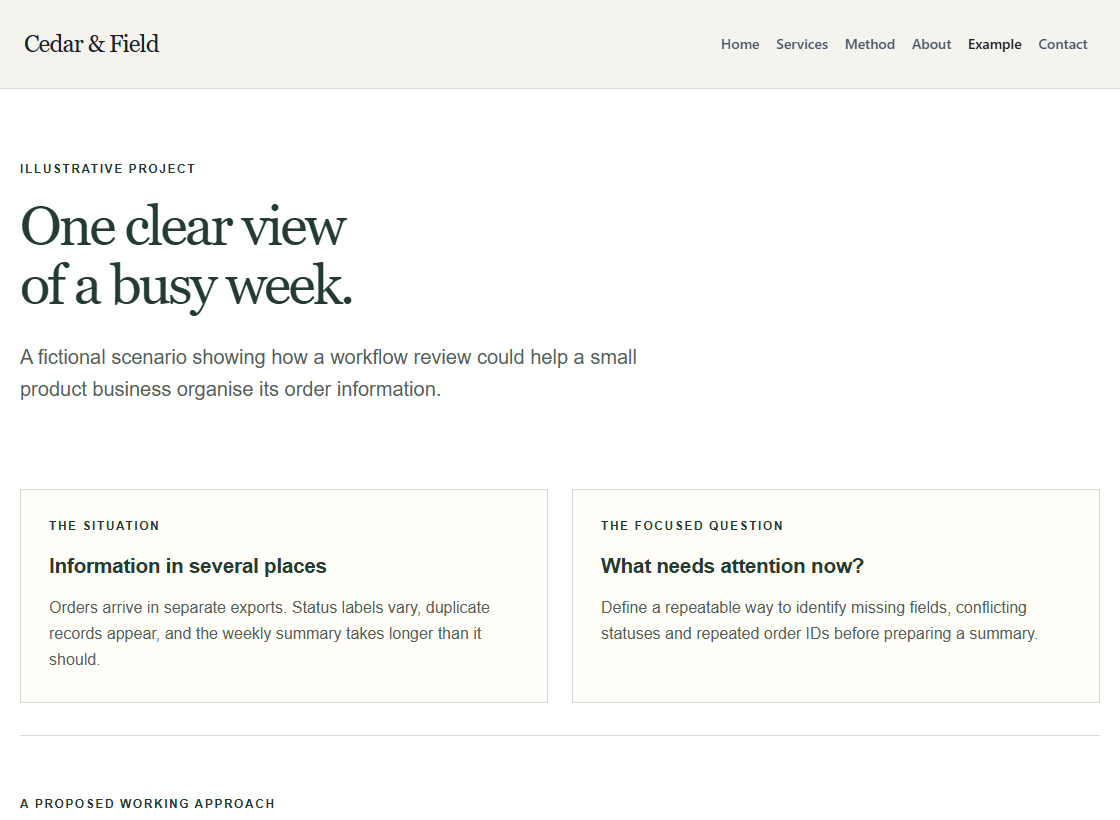 Cedar & Field
Home Services Method About Example Contact
ILLUSTRATIVE PROJECT
One clear view
of a busy week.
A fictional scenario showing how a workflow review could help a small
product business organise its order information.
THE SITUATION
Information in several places
Orders arrive in separate exports. Status labels vary, duplicate
records appear, and the weekly summary takes longer than it
should.
THE FOCUSED QUESTION
What needs attention now?
Define a repeatable way to identify missing fields, conflicting
statuses and repeated order IDs before preparing a summary.
A PROPOSED WORKING APPROACH